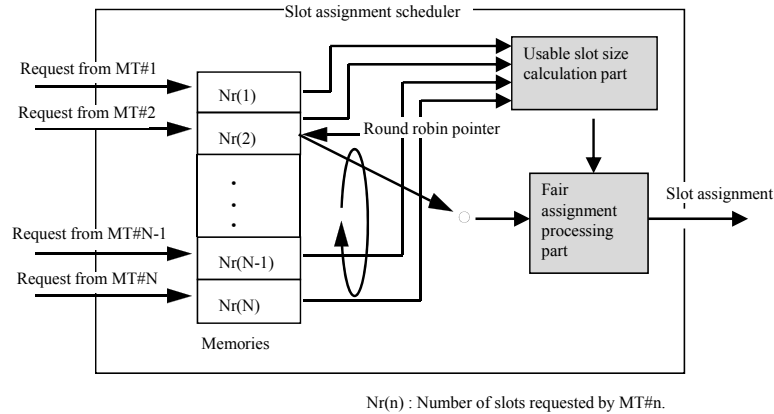 Slot assignment scheduler
Request from MT#1
Request from MT#2
Request from MT#N-1
Request from MT#N
Nr(1)
Nr(2)
.
.
.
Nr(N-1)
Nr(N)
Memories
Round robin pointer
Usable slot size
calculation part
Fair
assignment
processing
part
Slot assignment
Nr(n) : Number of slots requested by MT#n.